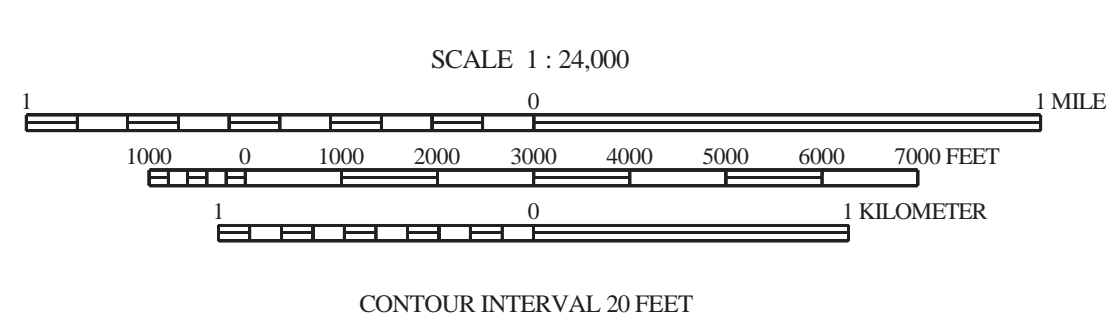 SCALE 1 : 24,000
1 0 1 MILE
1000 0 1000 2000 3000 4000 5000 6000 7000 FEET
1 0 1 KILOMETER
CONTOUR INTERVAL 20 FEET